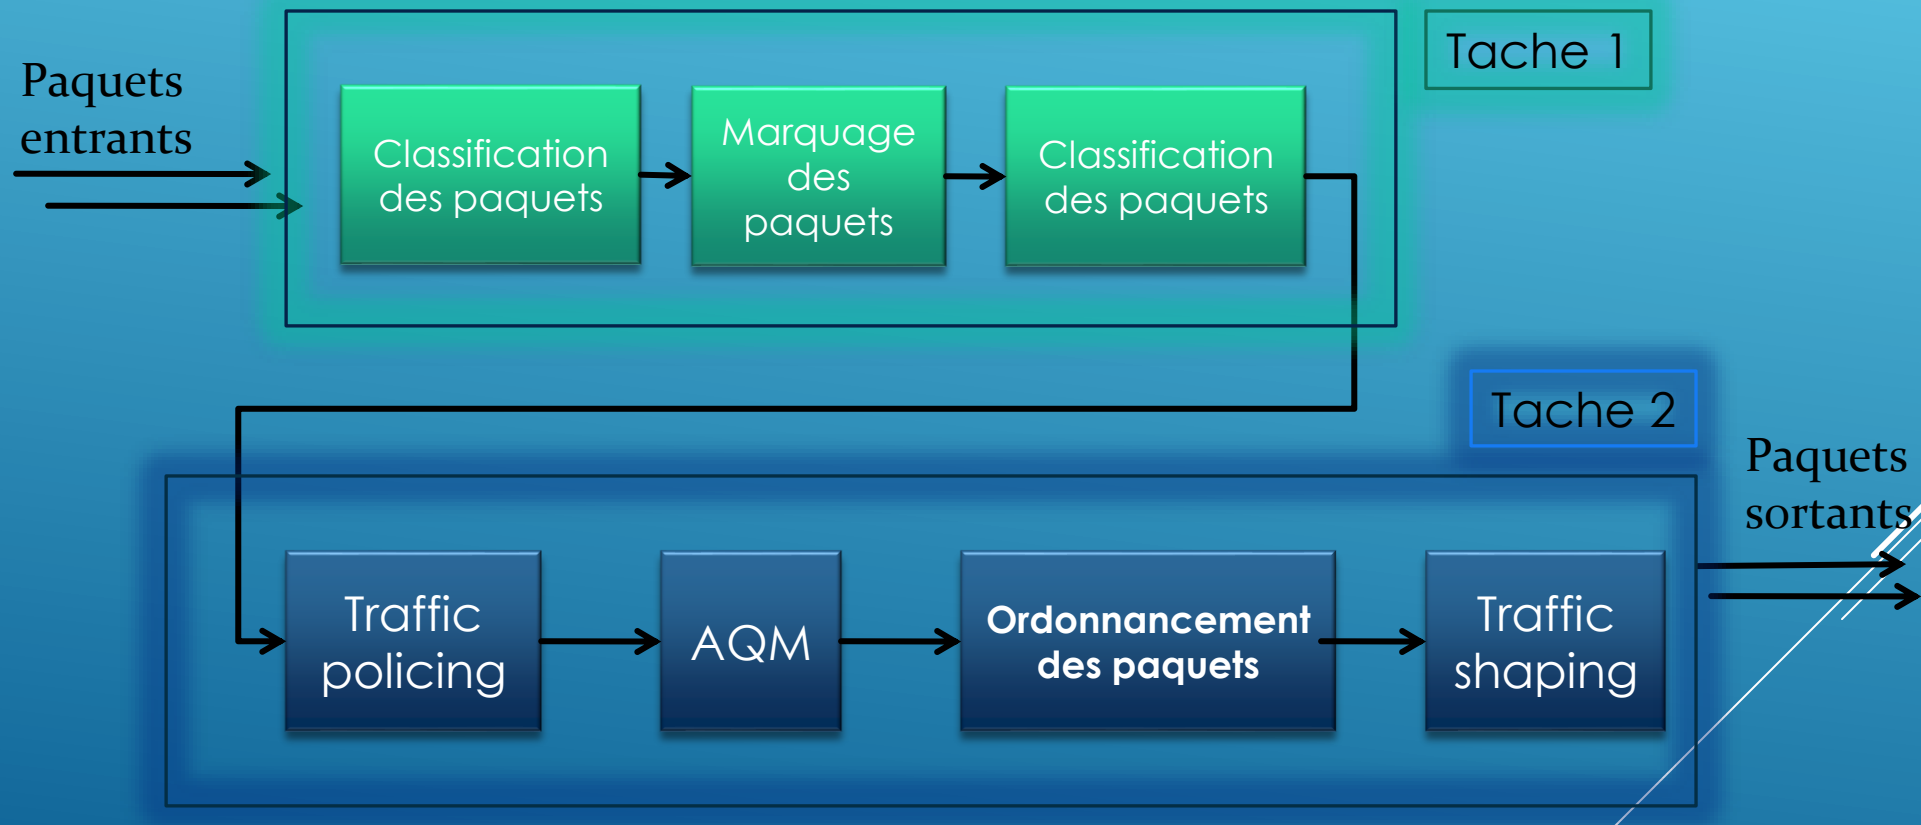 Tache 1
Paquets
entrants
Classification
des paquets
Marquage
des
paquets
Classification
des paquets
Tache 2
Paquets
sortants
Traffic
policing
AQM
Ordonnancement
des paquets
Traffic
shaping